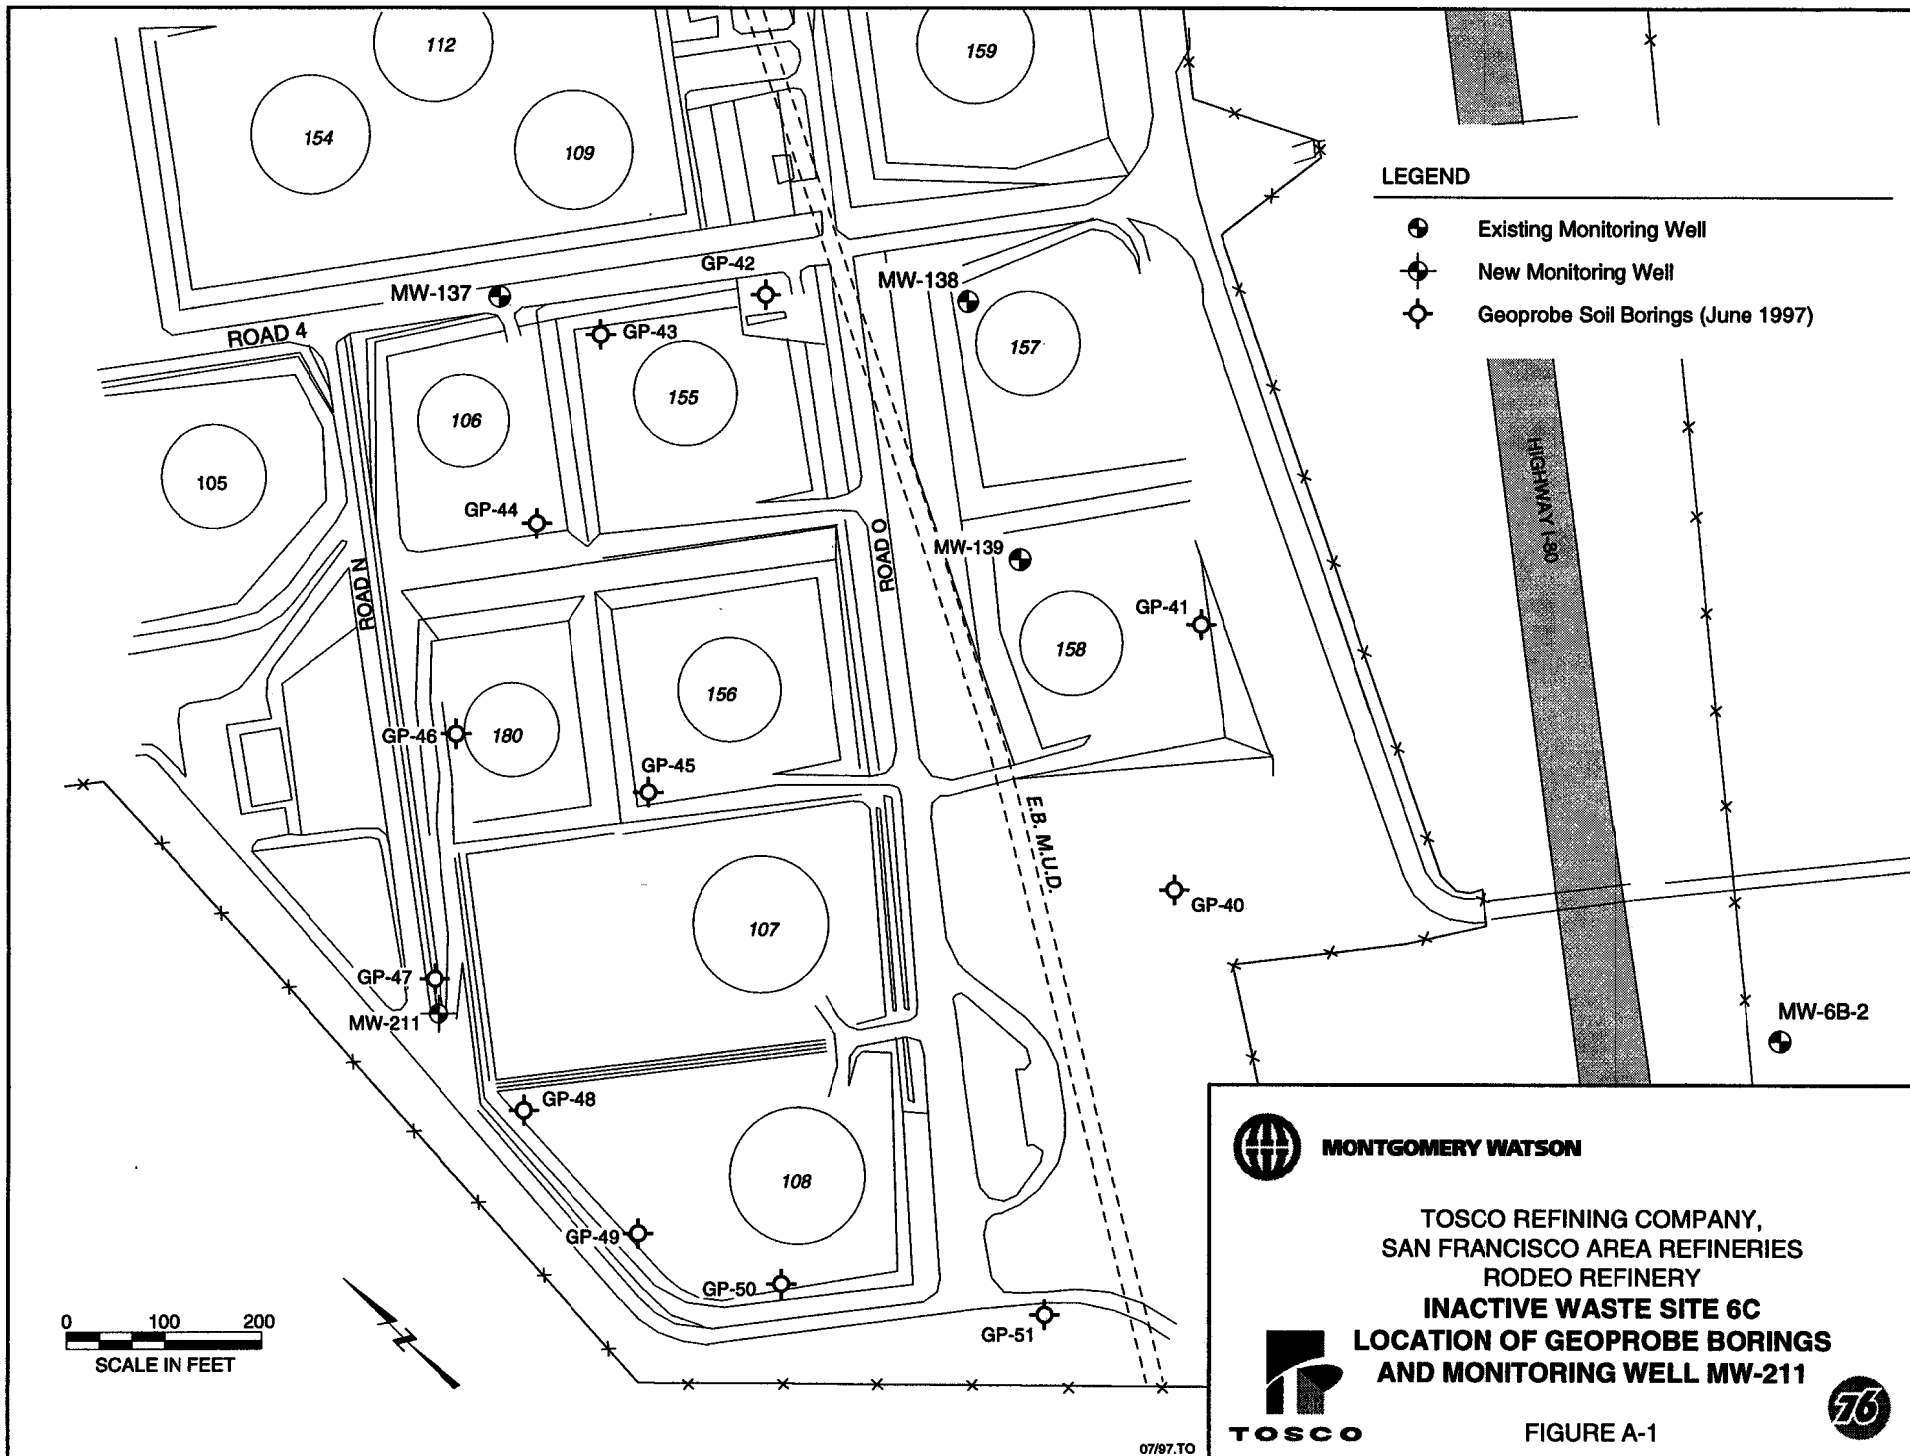 112
159
154
109
LEGEND
Existing Monitoring Well
New Monitoring Well
Geoprobe Soil Borings (June 1997)
GP-42
MW-137
MW-138
ROAD 4
GP-43
157
155
106
105
HIGHWAY I-80
GP-44
ROAD O
MW-139
ROAD N
GP-41
158
156
GP-46
180
GP-45
E.B. M.U.D.
107
GP-40
GP-47
MW-211
MW-6B-2
GP-48
108
GP-49
GP-50
GP-51
0 100 200
SCALE IN FEET
N
MONTGOMERY WATSON
TOSCO REFINING COMPANY,
SAN FRANCISCO AREA REFINERIES
RODEO REFINERY
INACTIVE WASTE SITE 6C
LOCATION OF GEOPROBE BORINGS
AND MONITORING WELL MW-211
TOSCO
76
FIGURE A-1
07/97.TO